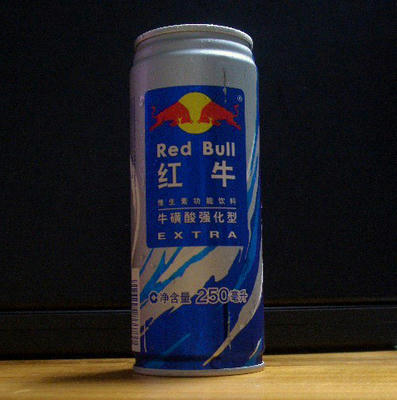 Red Bull
红牛
维生素功能饮料
牛磺酸强化型
EXTRA
净含量 250毫升